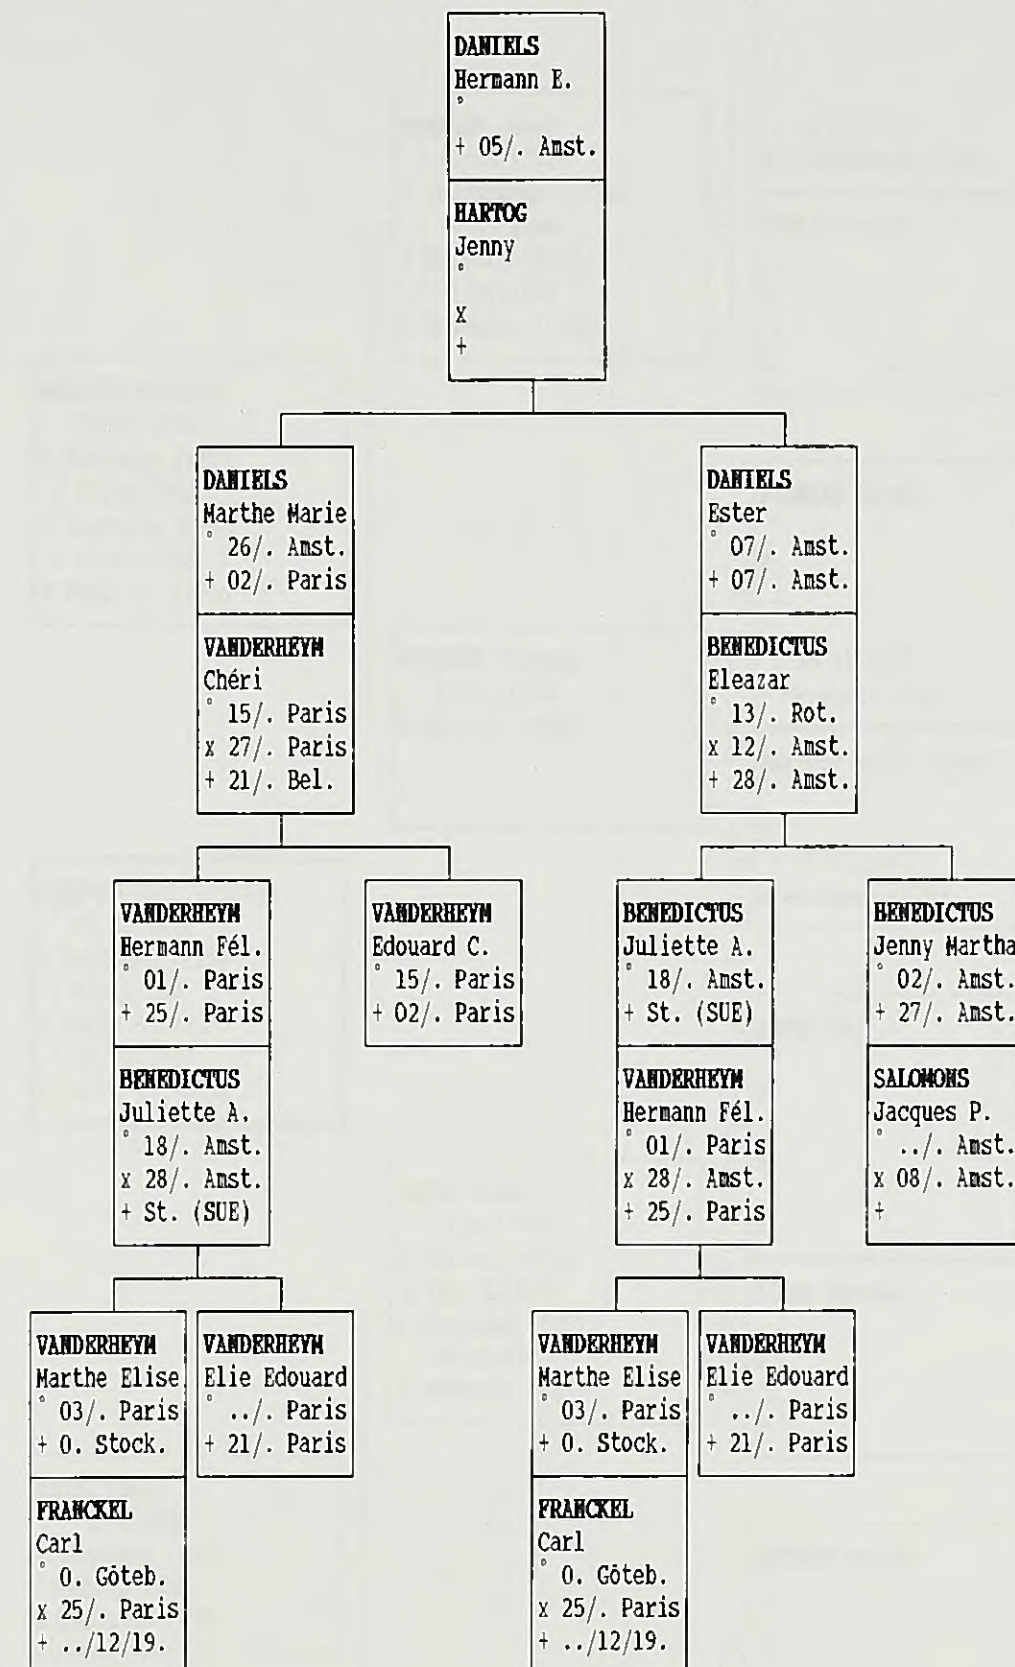 DANIELS
Hermann E.
°
+ 05/. Amst.
HARTOG
Jenny
°
x
+
DANIELS
Marthe Marie
° 26/. Amst.
+ 02/. Paris
VANDERHEYM
Chéri
° 15/. Paris
x 27/. Paris
+ 21/. Bel.
DANIELS
Ester
° 07/. Amst.
+ 07/. Amst.
BENEDICTUS
Eleazar
° 13/. Rot.
x 12/. Amst.
+ 28/. Amst.
VANDERHEYM
Hermann Fél.
° 01/. Paris
+ 25/. Paris
BENEDICTUS
Juliette A.
° 18/. Amst.
x 28/. Amst.
+ St. (SUE)
VANDERHEYM
Edouard C.
° 15/. Paris
+ 02/. Paris
BENEDICTUS
Juliette A.
° 18/. Amst.
+ St. (SUE)
VANDERHEYM
Hermann Fél.
° 01/. Paris
x 28/. Amst.
+ 25/. Paris
BENEDICTUS
Jenny Martha
° 02/. Amst.
+ 27/. Amst.
SALOMONS
Jacques P.
° ../. Amst.
x 08/. Amst.
+
VANDERHEYM
Marthe Elise
° 03/. Paris
+ 0. Stock.
FRANCKEL
Carl
° 0. Göteb.
x 25/. Paris
+ ../12/19.
VANDERHEYM
Elie Edouard
° ../. Paris
+ 21/. Paris
VANDERHEYM
Marthe Elise
° 03/. Paris
+ 0. Stock.
FRANCKEL
Carl
° 0. Göteb.
x 25/. Paris
+ ../12/19.
VANDERHEYM
Elie Edouard
° ../. Paris
+ 21/. Paris